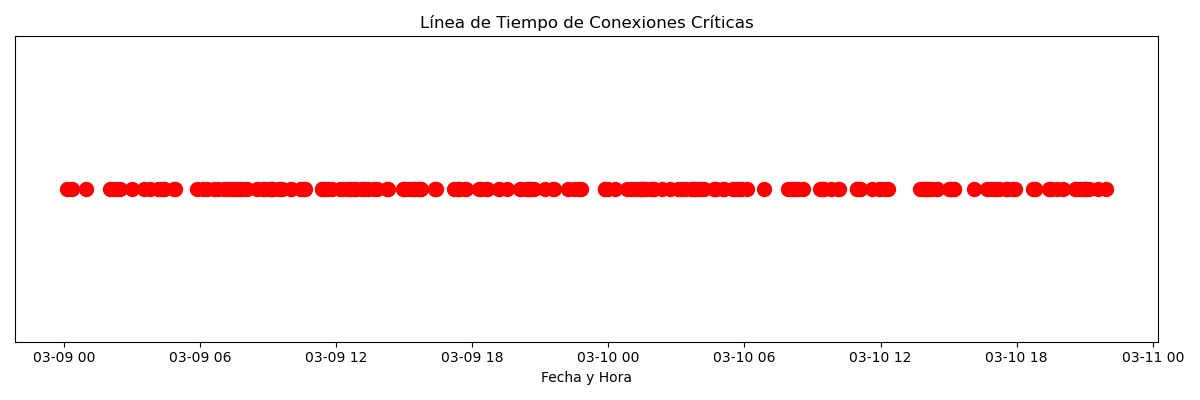 Línea de Tiempo de Conexiones Críticas
03-09 00 03-09 06 03-09 12 03-09 18 03-10 00 03-10 06 03-10 12 03-10 18 03-11 00
Fecha y Hora